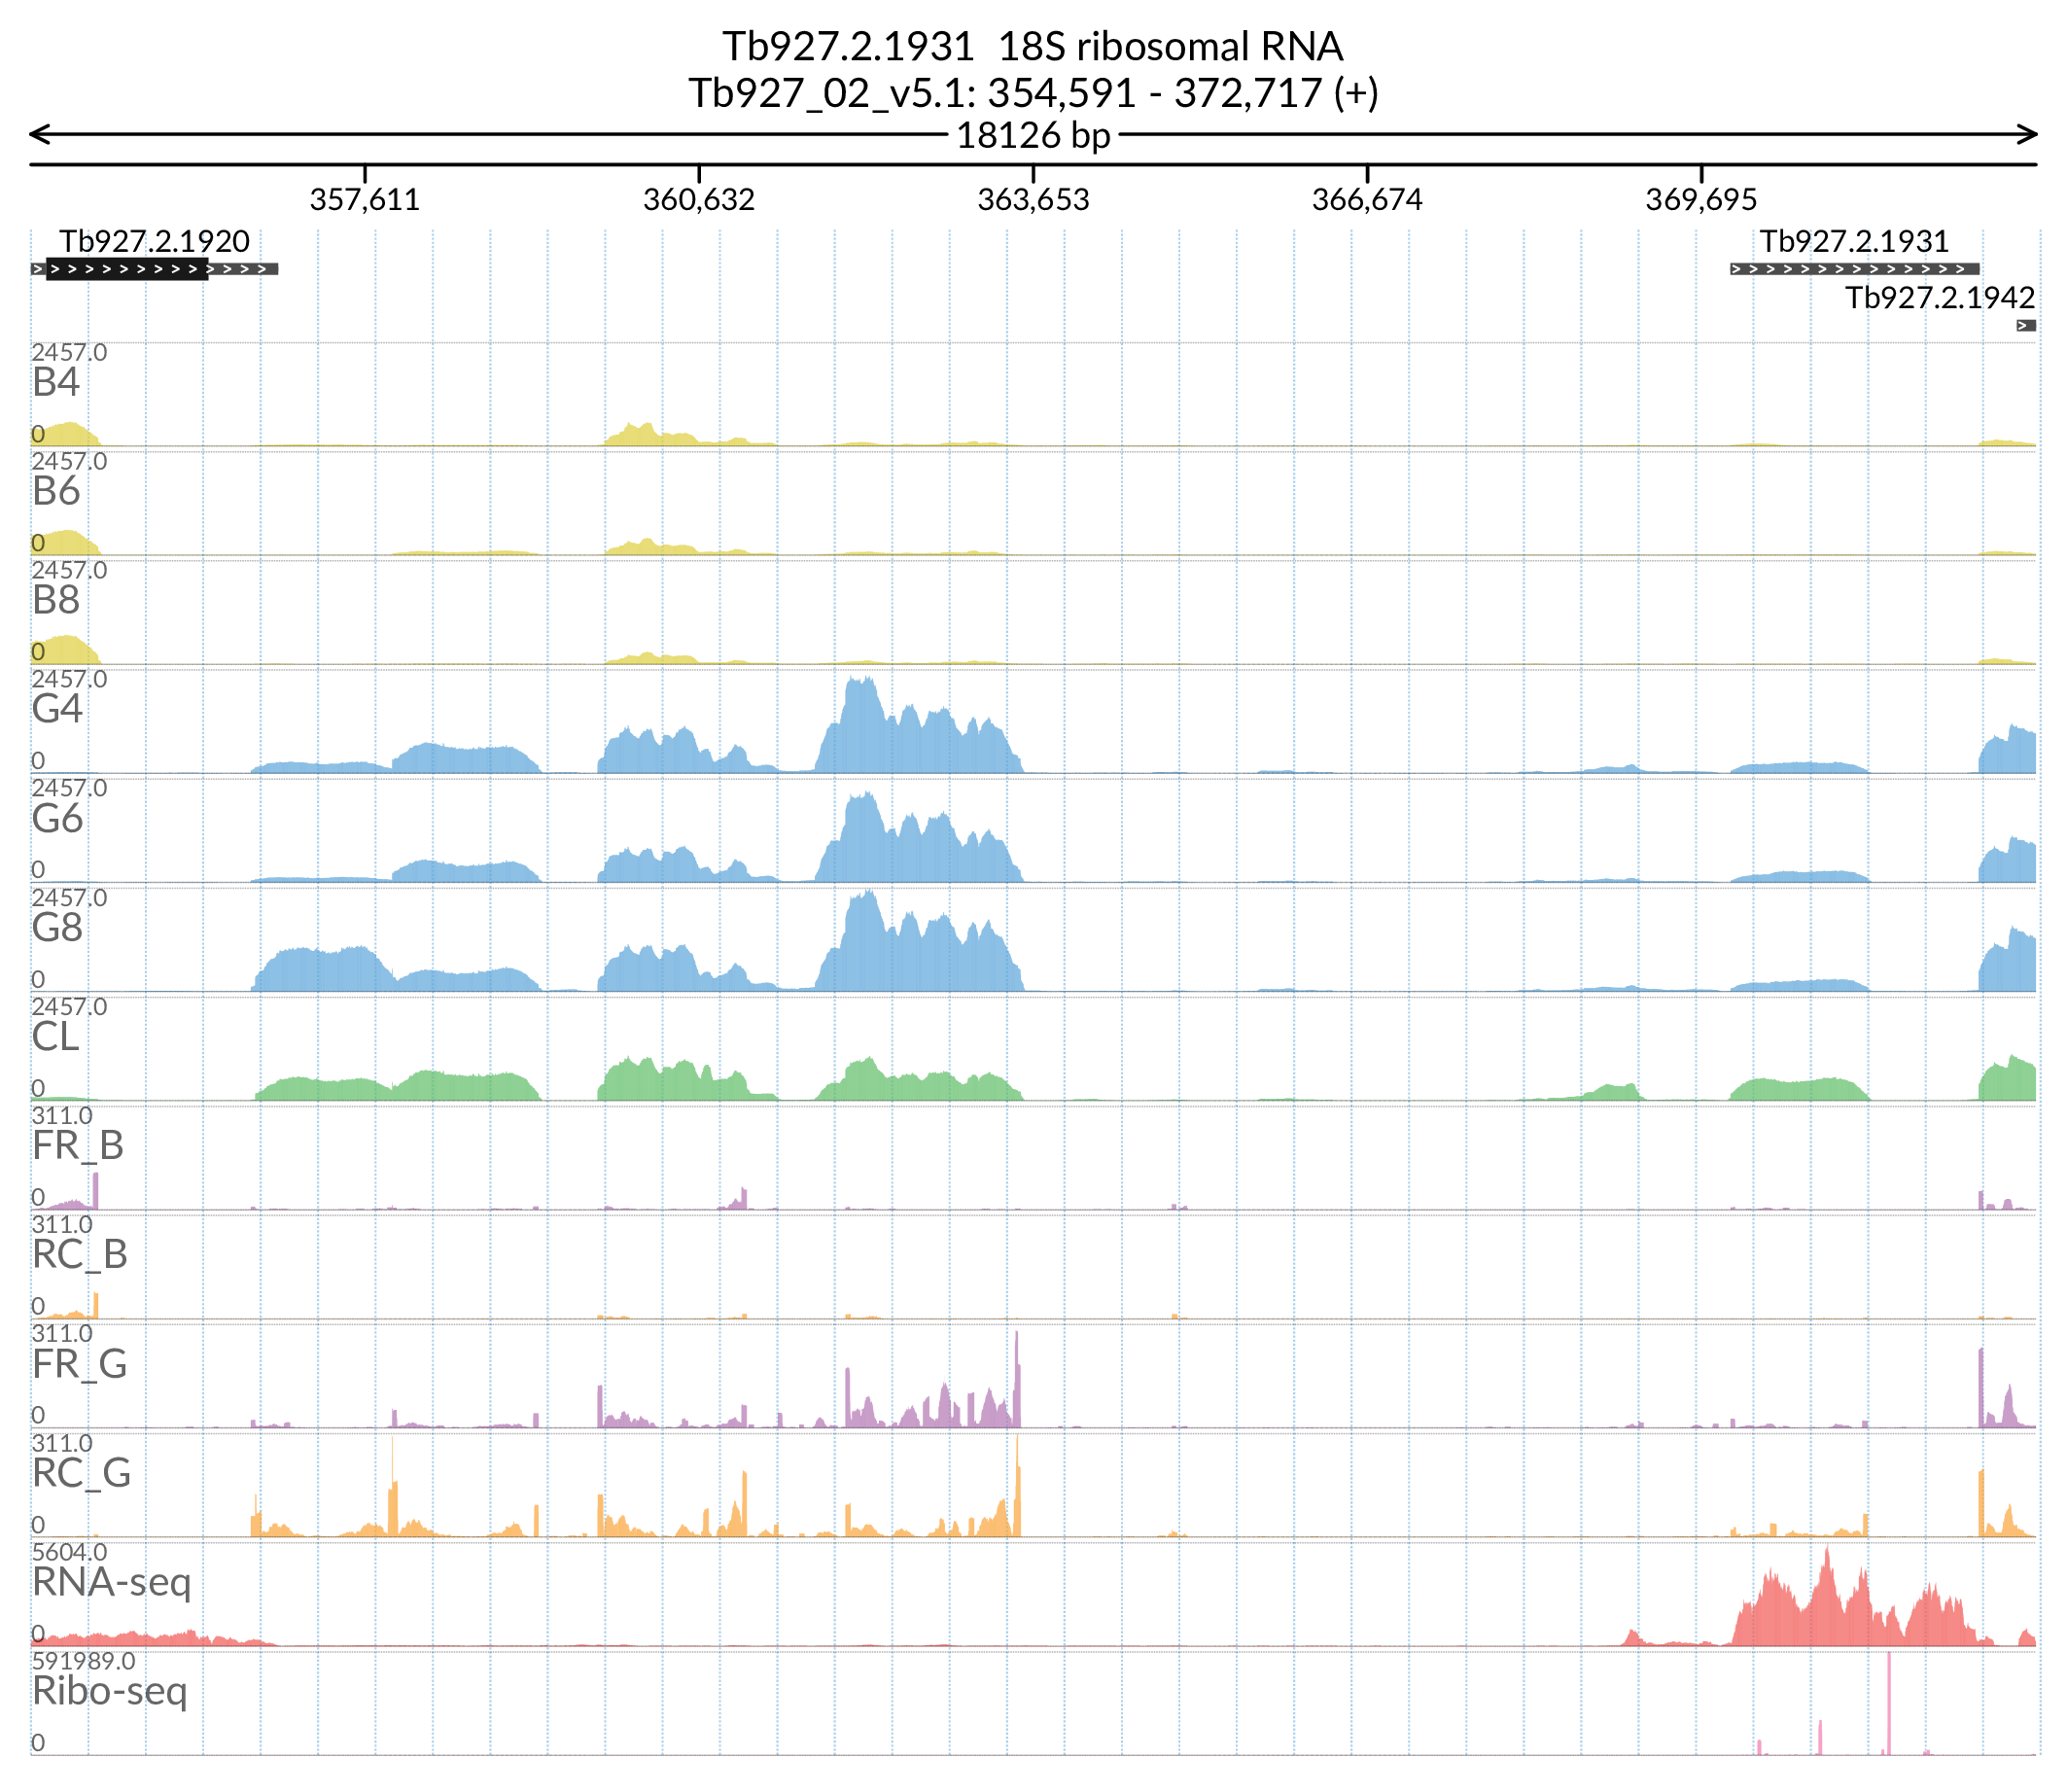 Tb927.2.1931  18S ribosomal RNA
Tb927_02_v5.1: 354,591 - 372,717 (+)
18126 bp
357,611 360,632 363,653 366,674 369,695
Tb927.2.1920 Tb927.2.1931
Tb927.2.1942
2457.0
B4
0
2457.0
B6
0
2457.0
B8
0
2457.0
G4
0
2457.0
G6
0
2457.0
G8
0
2457.0
CL
0
311.0
FR_B
0
311.0
RC_B
0
311.0
FR_G
0
311.0
RC_G
0
5604.0
RNA-seq
0
591989.0
Ribo-seq
0